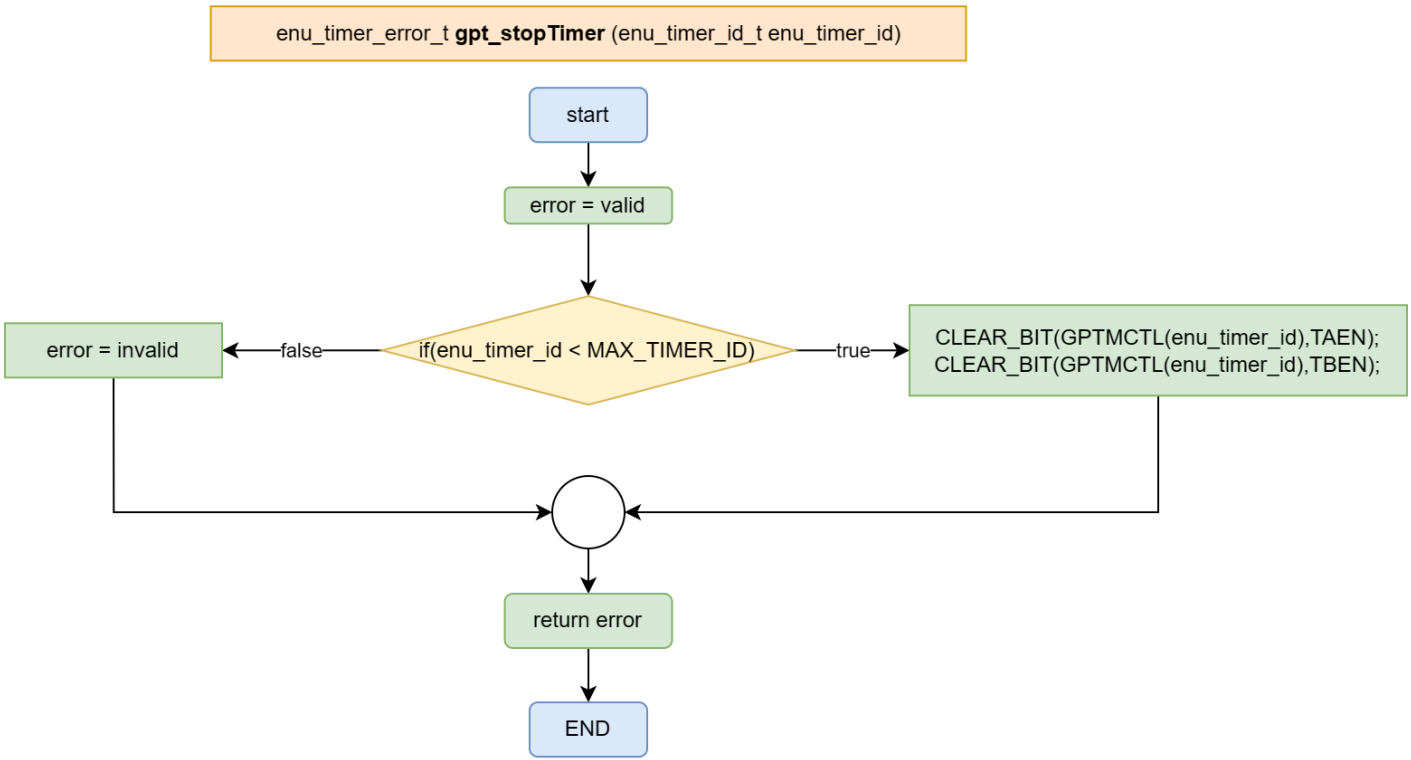 enu_timer_error_t gpt_stopTimer (enu_timer_id_t enu_timer_id)
start
error = valid
error = invalid
false
if(enu_timer_id < MAX_TIMER_ID)
true
CLEAR_BIT(GPTMCTL(enu_timer_id),TAEN);
CLEAR_BIT(GPTMCTL(enu_timer_id),TBEN);
return error
END